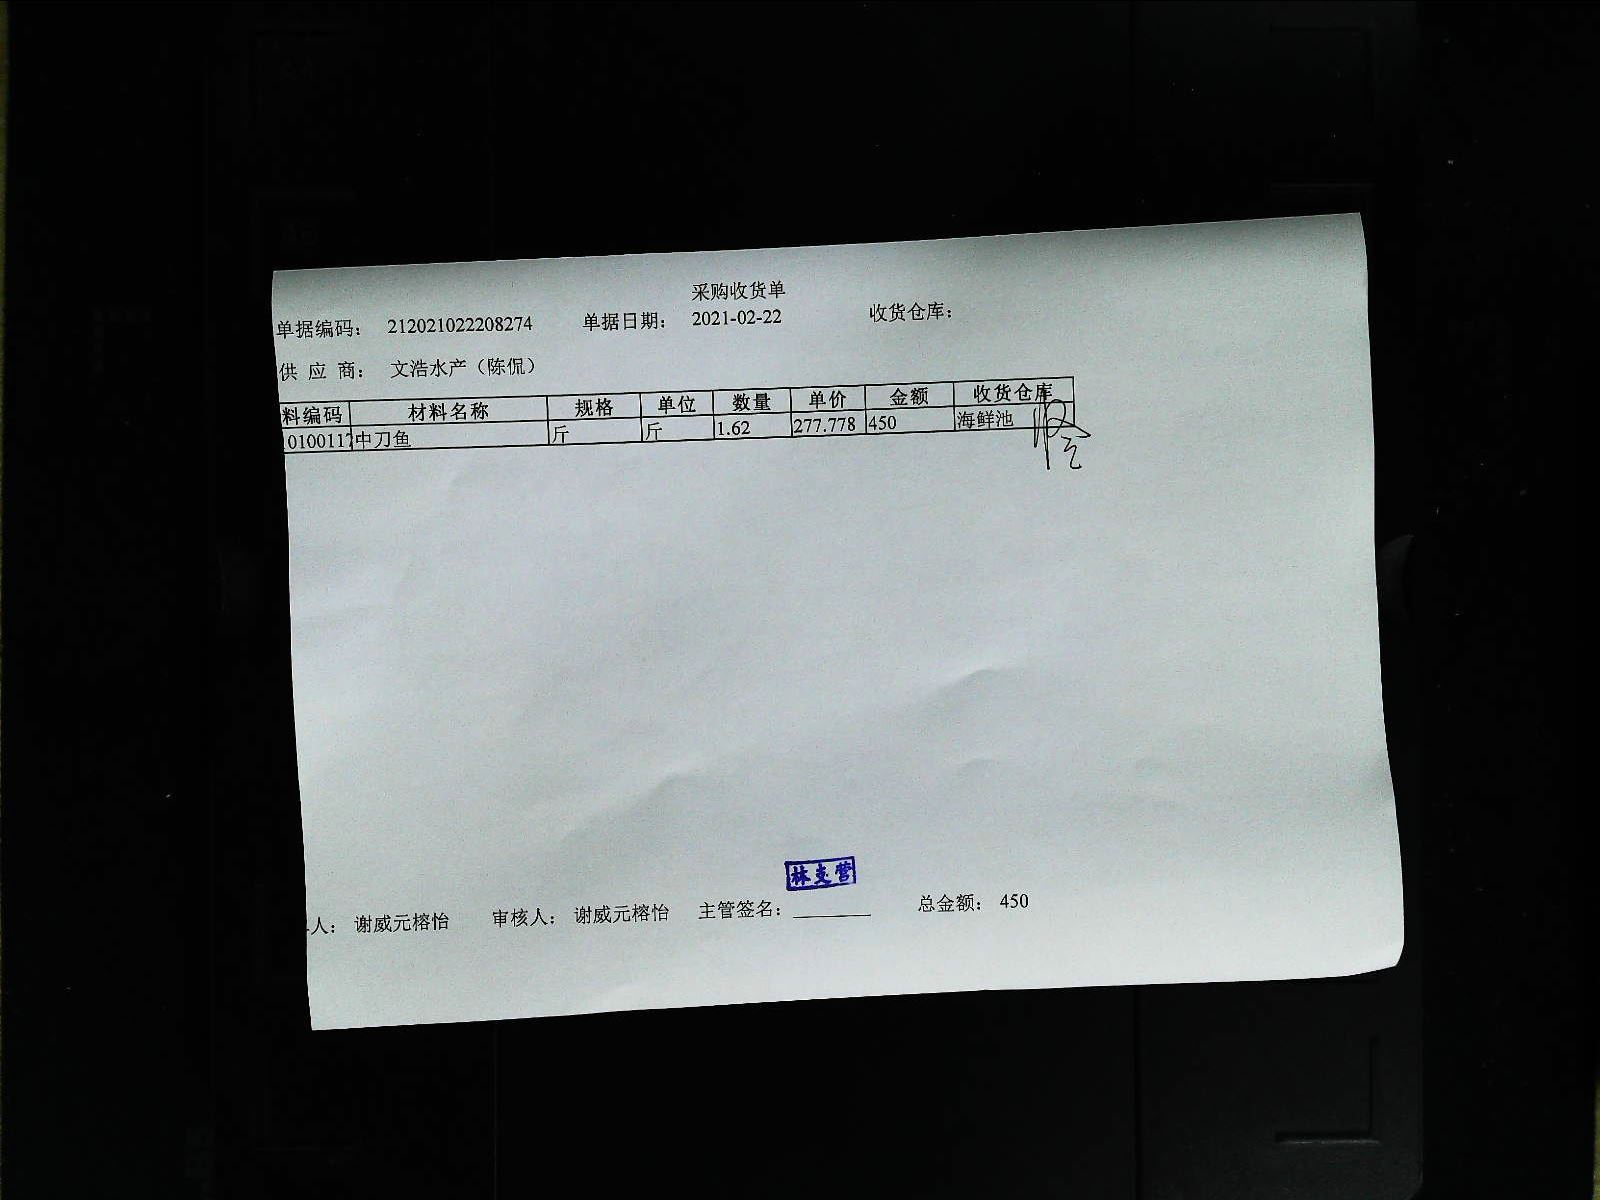 采购收货单
单据编码： 212021022208274 单据日期： 2021-02-22 收货仓库：
供 应 商： 文浩水产（陈侃）
料编码 材料名称 规格 单位 数量 单价 金额 收货仓库
0100117 中刀鱼 斤 斤 1.62 277.778 450 海鲜池
林支营
人： 谢威元榕怡 审核人： 谢威元榕怡 主管签名： 总金额： 450